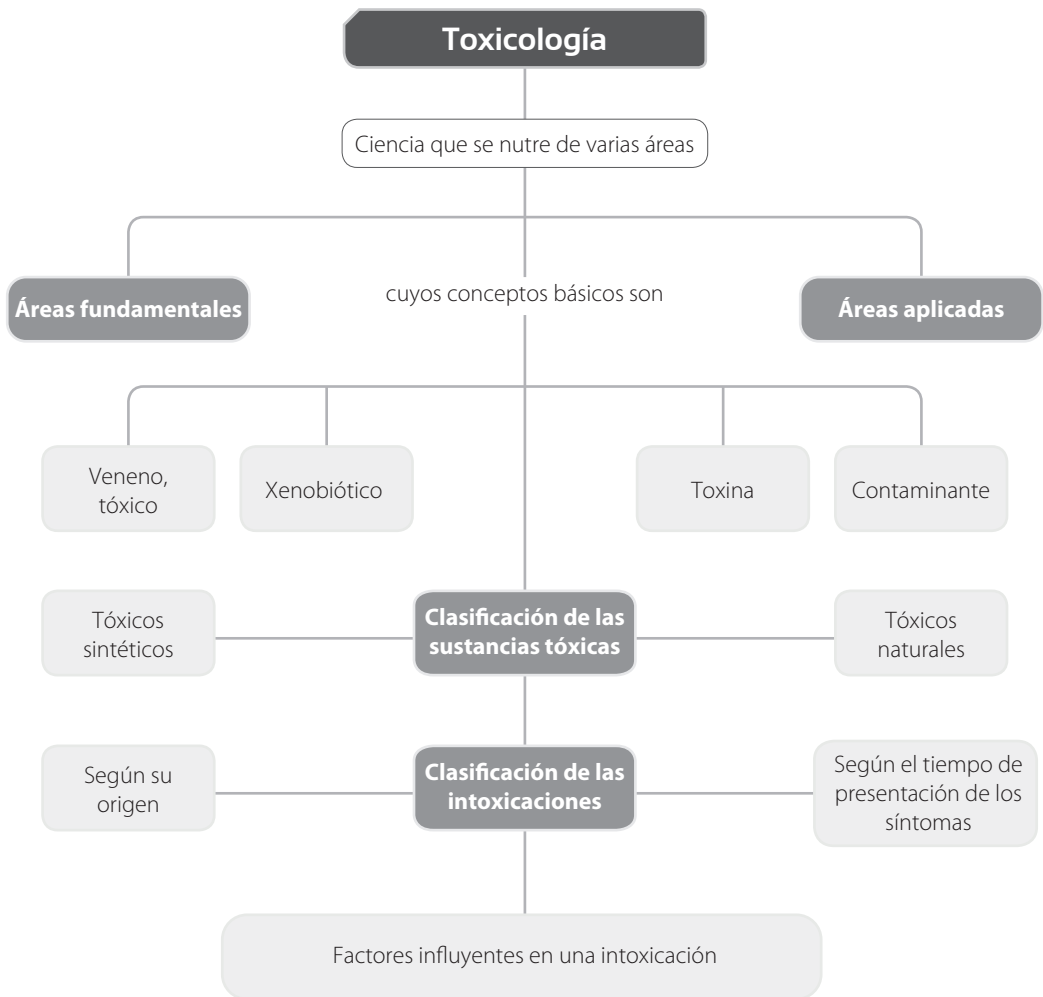 Toxicología
Ciencia que se nutre de varias áreas
Áreas fundamentales
cuyos conceptos básicos son
Áreas aplicadas
Veneno,
tóxico
Xenobiótico
Toxina
Contaminante
Tóxicos
sintéticos
Clasificación de las
sustancias tóxicas
Tóxicos
naturales
Según su
origen
Clasificación de las
intoxicaciones
Según el tiempo de
presentación de los
síntomas
Factores influyentes en una intoxicación